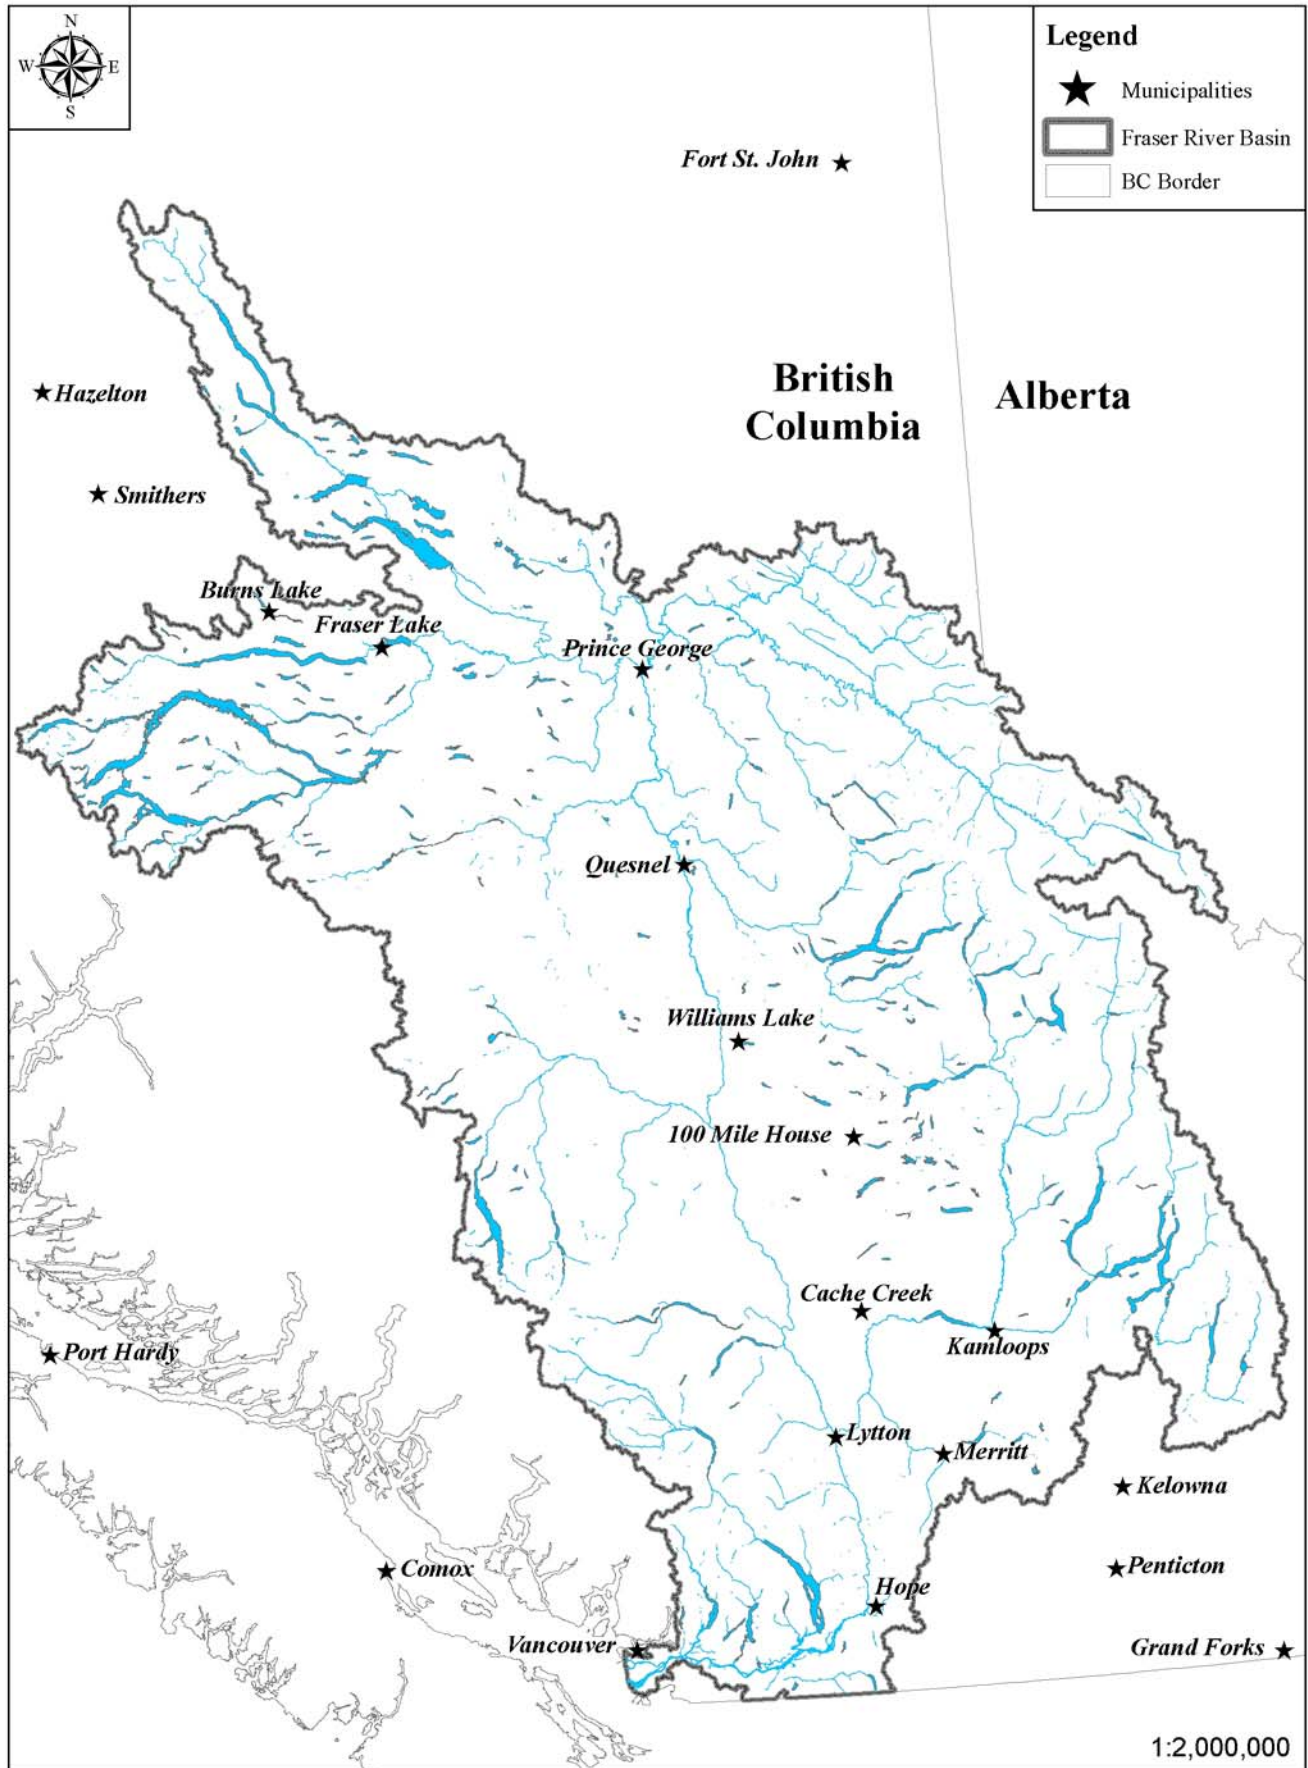 N
W E
S
Legend
Municipalities
Fraser River Basin
BC Border
Fort St. John
British
Columbia
Alberta
Hazelton
Smithers
Burns Lake
Fraser Lake
Prince George
Quesnel
Williams Lake
100 Mile House
Cache Creek
Kamloops
Port Hardy
Lytton
Merritt
Kelowna
Comox
Penticton
Hope
Vancouver
Grand Forks
1:2,000,000